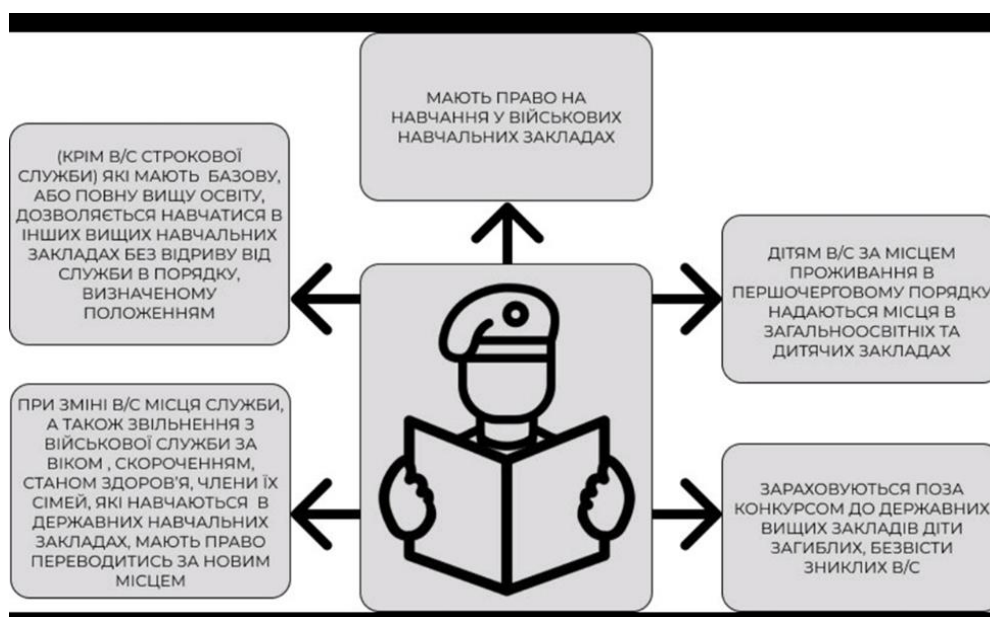 МАЮТЬ ПРАВО НА
НАВЧАННЯ У ВІЙСЬКОВИХ
НАВЧАЛЬНИХ ЗАКЛАДАХ
(КРІМ В/С СТРОКОВОЇ
СЛУЖБИ) ЯКІ МАЮТЬ БАЗОВУ,
АБО ПОВНУ ВИЩУ ОСВІТУ,
ДОЗВОЛЯЄТЬСЯ НАВЧАТИСЯ В
ІНШИХ ВИЩИХ НАВЧАЛЬНИХ
ЗАКЛАДАХ БЕЗ ВІДРИВУ ВІД
СЛУЖБИ В ПОРЯДКУ,
ВИЗНАЧЕНОМУ
ПОЛОЖЕННЯМ
ДІТЯМ В/С ЗА МІСЦЕМ
ПРОЖИВАННЯ В
ПЕРШОЧЕРГОВОМУ ПОРЯДКУ
НАДАЮТЬСЯ МІСЦЯ В
ЗАГАЛЬНООСВІТНІХ ТА
ДИТЯЧИХ ЗАКЛАДАХ
ПРИ ЗМІНІ В/С МІСЦЯ СЛУЖБИ,
А ТАКОЖ ЗВІЛЬНЕННЯ З
ВІЙСЬКОВОЇ СЛУЖБИ ЗА
ВІКОМ , СКОРОЧЕННЯМ,
СТАНОМ ЗДОРОВ'Я, ЧЛЕНИ ЇХ
СІМЕЙ, ЯКІ НАВЧАЮТЬСЯ В
ДЕРЖАВНИХ НАВЧАЛЬНИХ
ЗАКЛАДАХ, МАЮТЬ ПРАВО
ПЕРЕВОДИТИСЬ ЗА НОВИМ
МІСЦЕМ
ЗАРАХОВУЮТЬСЯ ПОЗА
КОНКУРСОМ ДО ДЕРЖАВНИХ
ВИЩИХ ЗАКЛАДІВ ДІТИ
ЗАГИБЛИХ, БЕЗВІСТИ
ЗНИКЛИХ В/С